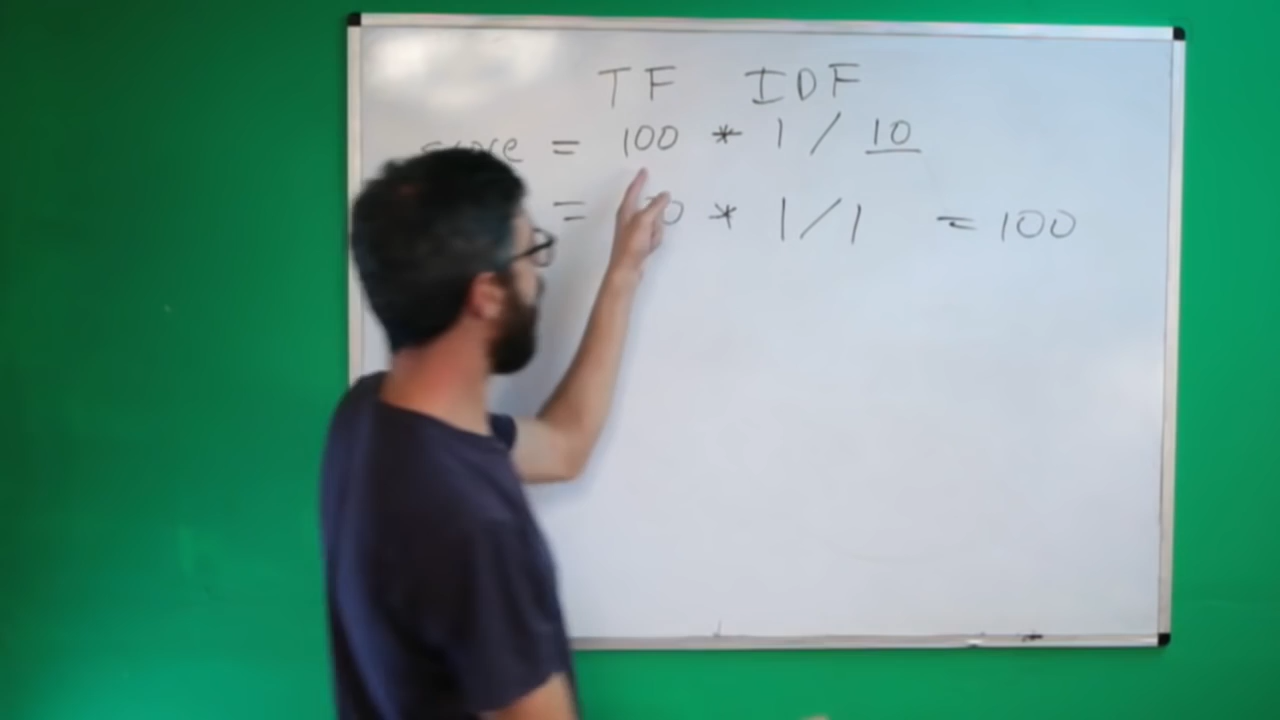 TF IDF
score = 100 * 1 / 10
= * 1/1 = 100